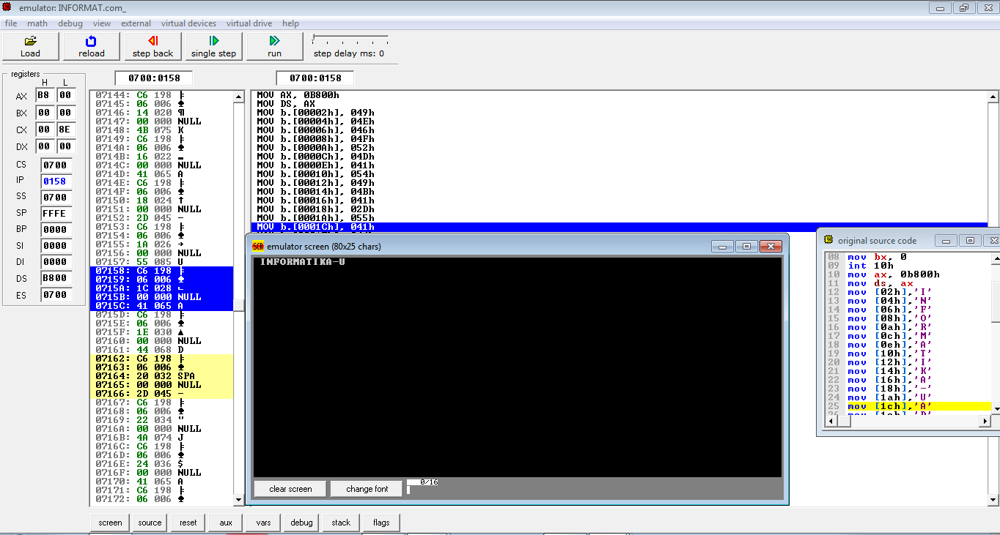 emulator: INFORMAT.com_
file math debug view external virtual devices virtual drive help
Load reload step back single step run step delay ms: 0
registers
H L
AX B8 00
BX 00 00
CX 00 8E
DX 00 00
CS 0700
IP 0158
SS 0700
SP FFFE
BP 0000
SI 0000
DI 0000
DS B800
ES 0700
0700:0158
07144: C6 198 ╞
07145: 06 006 ♠
07146: 14 020 ¶
07147: 00 000 NULL
07148: 4B 075 K
07149: C6 198 ╞
0714A: 06 006 ♠
0714B: 16 022 ▬
0714C: 00 000 NULL
0714D: 41 065 A
0714E: C6 198 ╞
0714F: 06 006 ♠
07150: 18 024 ↑
07151: 00 000 NULL
07152: 2D 045 -
07153: C6 198 ╞
07154: 06 006 ♠
07155: 1A 026 →
07156: 00 000 NULL
07157: 55 085 U
07158: C6 198 ╞
07159: 06 006 ♠
0715A: 1C 028 ∟
0715B: 00 000 NULL
0715C: 41 065 A
0715D: C6 198 ╞
0715E: 06 006 ♠
0715F: 1E 030 ▲
07160: 00 000 NULL
07161: 44 068 D
07162: C6 198 ╞
07163: 06 006 ♠
07164: 20 032 SPA
07165: 00 000 NULL
07166: 2D 045 -
07167: C6 198 ╞
07168: 06 006 ♠
07169: 22 034 "
0716A: 00 000 NULL
0716B: 4A 074 J
0716C: C6 198 ╞
0716D: 06 006 ♠
0716E: 24 036 $
0716F: 00 000 NULL
07170: 41 065 A
07171: C6 198 ╞
07172: 06 006 ♠
0700:0158
MOV AX, 0B800h
MOV DS, AX
MOV b.[00002h], 049h
MOV b.[00004h], 04Eh
MOV b.[00006h], 046h
MOV b.[00008h], 04Fh
MOV b.[0000Ah], 052h
MOV b.[0000Ch], 04Dh
MOV b.[0000Eh], 041h
MOV b.[00010h], 054h
MOV b.[00012h], 049h
MOV b.[00014h], 04Bh
MOV b.[00016h], 041h
MOV b.[00018h], 02Dh
MOV b.[0001Ah], 055h
MOV b.[0001Ch], 041h
SCR emulator screen (80x25 chars)
INFORMATIKA-U
clear screen change font 0/16
original source code
08 mov bx, 0
09 int 10h
10 mov ax, 0b800h
11 mov ds, ax
12 mov [02h],'I'
13 mov [04h],'N'
14 mov [06h],'F'
15 mov [08h],'O'
16 mov [0ah],'R'
17 mov [0ch],'M'
18 mov [0eh],'A'
19 mov [10h],'T'
20 mov [12h],'I'
21 mov [14h],'K'
22 mov [16h],'A'
23 mov [18h],'-'
24 mov [1ah],'U'
25 mov [1ch],'A'
26 mov [1eh],'D'
screen source reset aux vars debug stack flags